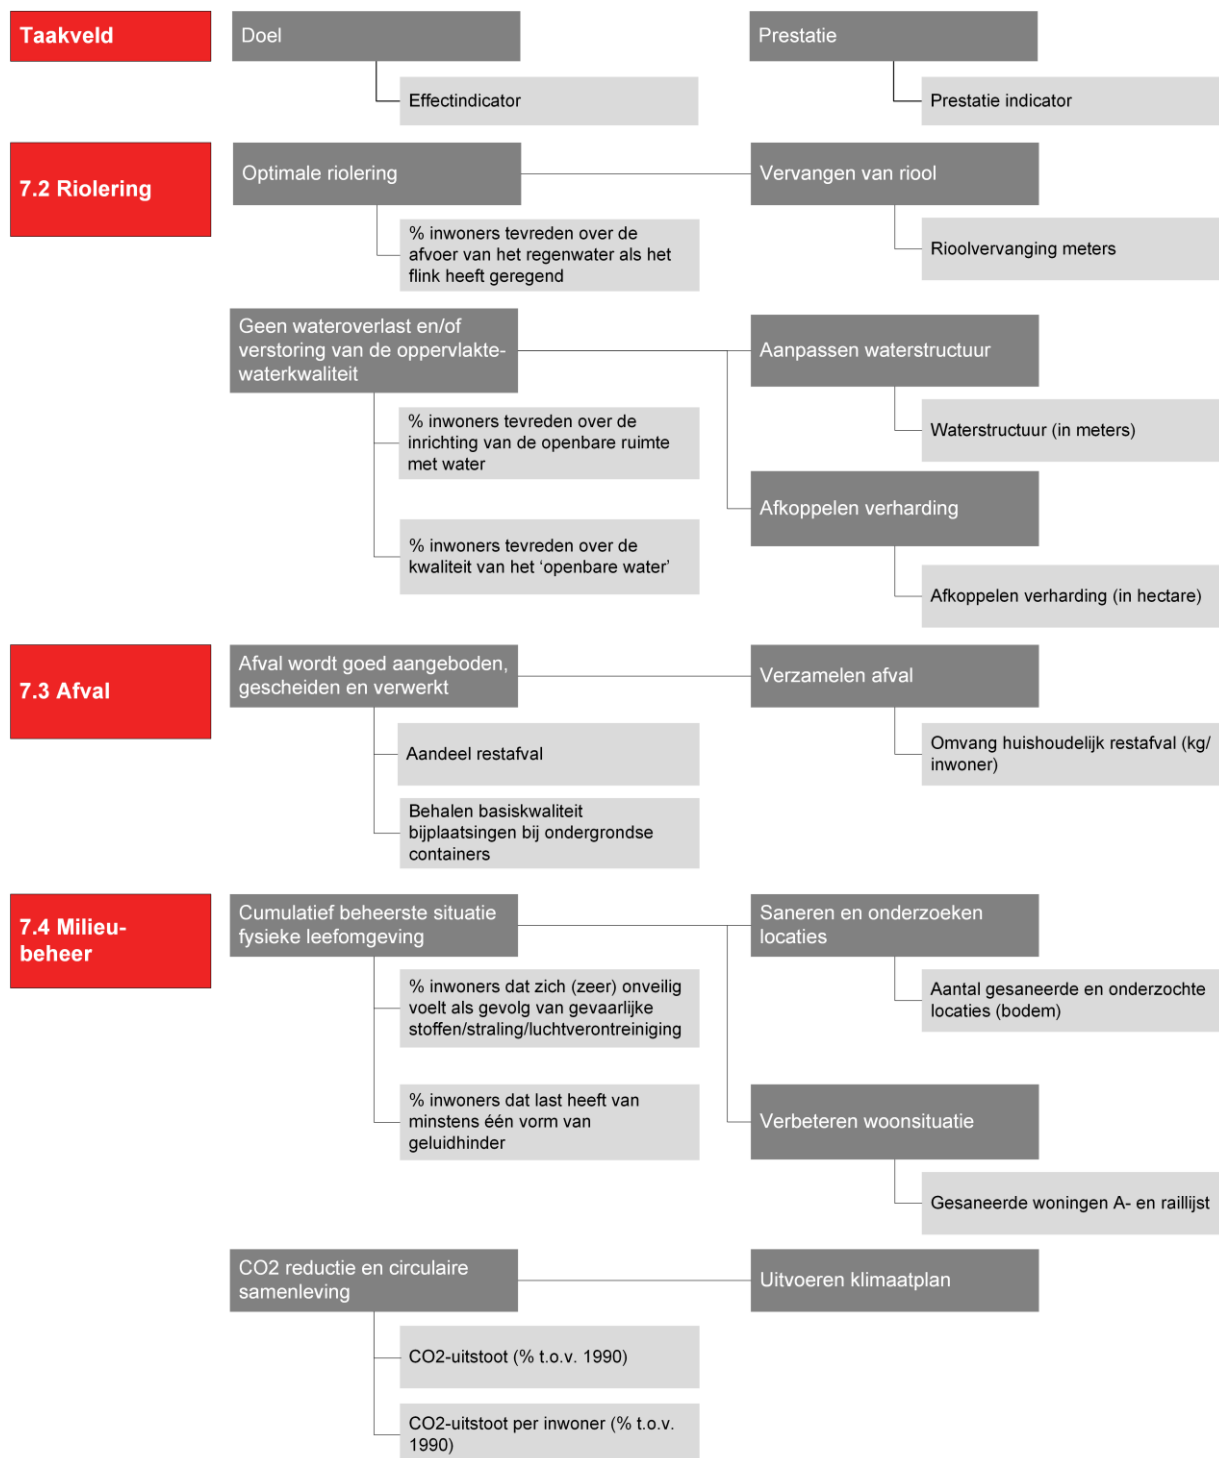 Taakveld
Doel
Prestatie
Effectindicator
Prestatie indicator
7.2 Riolering
Optimale riolering
Vervangen van riool
% inwoners tevreden over de
afvoer van het regenwater als het
flink heeft geregend
Rioolvervanging meters
Geen wateroverlast en/of
verstoring van de oppervlakte-
waterkwaliteit
Aanpassen waterstructuur
% inwoners tevreden over de
inrichting van de openbare ruimte
met water
Waterstructuur (in meters)
Afkoppelen verharding
% inwoners tevreden over de
kwaliteit van het ‘openbare water’
Afkoppelen verharding (in hectare)
7.3 Afval
Afval wordt goed aangeboden,
gescheiden en verwerkt
Verzamelen afval
Aandeel restafval
Omvang huishoudelijk restafval (kg/
inwoner)
Behalen basiskwaliteit
bijplaatsingen bij ondergrondse
containers
7.4 Milieu-
beheer
Cumulatief beheerste situatie
fysieke leefomgeving
Saneren en onderzoeken
locaties
% inwoners dat zich (zeer) onveilig
voelt als gevolg van gevaarlijke
stoffen/straling/luchtverontreiniging
Aantal gesaneerde en onderzochte
locaties (bodem)
% inwoners dat last heeft van
minstens één vorm van
geluidhinder
Verbeteren woonsituatie
Gesaneerde woningen A- en raillijst
CO2 reductie en circulaire
samenleving
Uitvoeren klimaatplan
CO2-uitstoot (% t.o.v. 1990)
CO2-uitstoot per inwoner (% t.o.v.
1990)